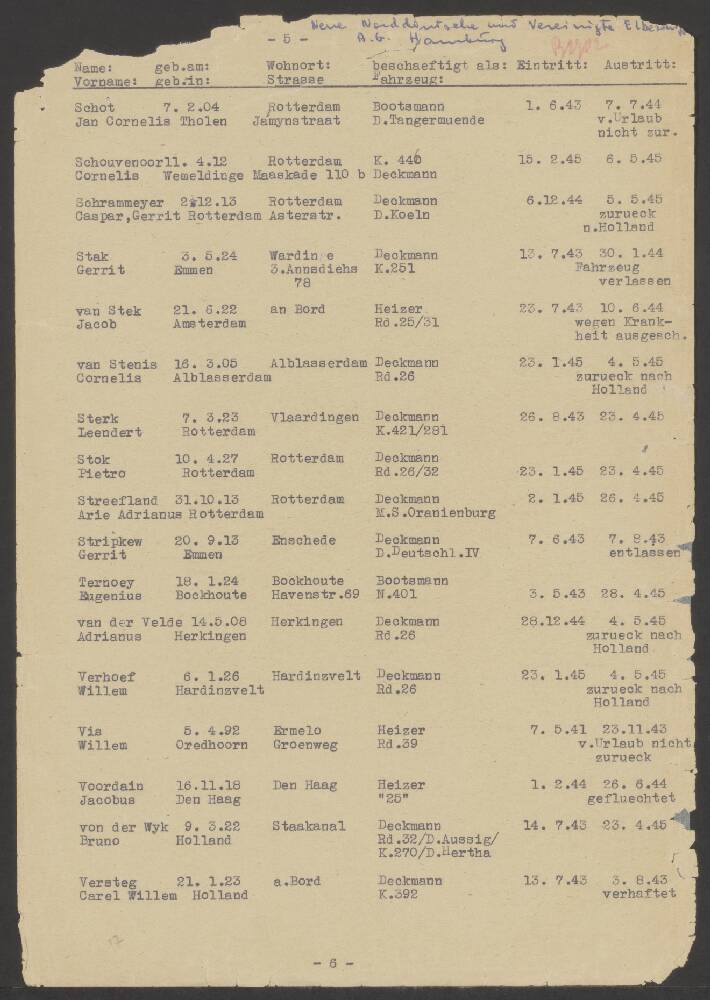 Neue Norddeutsche und Vereinigte Elbe
- 5 - A.G. Hamburg
Name: geb.am: Wohnort: beschaeftigt als: Eintritt: Austritt:
Vorname: geb.in: Strasse Fahrzeug:
Schot 7. 2.04 Rotterdam Bootsmann 1. 6.43 7. 7.44
Jan Cornelis Tholen Jamynstraat D.Tangermuende v.Urlaub
nicht zur.
Schouvenoor11. 4.12 Rotterdam K. 446 15. 2.45 6. 5.45
Cornelis Wemeldinge Maaskade 110 b Deckmann
Schrammeyer 2 12.13 Rotterdam Deckmann 6.12.44 5. 5.45
Caspar,Gerrit Rotterdam Asterstr. D.Koeln zurueck
n.Holland
Stak 3. 5.24 Wardinge Deckmann 13. 7.43 30. 1.44
Gerrit Emmen 3.Annsdiehs K.251 Fahrzeug
78 verlassen
van Stek 21. 6.22 an Bord Heizer 23. 7.43 10. 6.44
Jacob Amsterdam Rd.25/31 wegen Krank-
heit ausgesch.
van Stenis 16. 3.05 Alblasserdam Deckmann 23. 1.45 4. 5.45
Cornelis Alblasserdam Rd.26 zurueck nach
Holland
Sterk 7. 3.23 Vlaardingen Deckmann 26. 8.43 23. 4.45
Leendert Rotterdam K.421/281
Stok 10. 4.27 Rotterdam Deckmann
Pietro Rotterdam Rd.26/32 23. 1.45 23. 4.45
Streefland 31.10.13 Rotterdam Deckmann 2. 1.45 26. 4.45
Arie Adrianus Rotterdam M.S.Oranienburg
Stripkew 20. 9.13 Enschede Deckmann 7. 6.43 7. 8.43
Gerrit Emmen D.Deutschl.IV entlassen
Ternoey 18. 1.24 Bockhoute Bootsmann
Eugenius Bockhoute Havenstr.69 N.401 3. 5.43 28. 4.45
van der Velde 14.5.08 Herkingen Deckmann 28.12.44 4. 5.45
Adrianus Herkingen Rd.26 zurueck nach
Holland
Verhoef 6. 1.26 Hardinzvelt Deckmann 23. 1.45 4. 5.45
Willem Hardinzvelt Rd.26 zurueck nach
Holland
Vis 5. 4.92 Ermelo Heizer 7. 5.41 23.11.43
Willem Oredhoorn Groenweg Rd.39 v.Urlaub nicht
zurueck
Voordain 16.11.18 Den Haag Heizer 1. 2.44 26. 6.44
Jacobus Den Haag "25" gefluechtet
von der Wyk 9. 3.22 Staakanal Deckmann 14. 7.43 23. 4.45
Bruno Holland Rd.32/D.Aussig/
K.270/D.Hertha
Versteg 21. 1.23 a.Bord Deckmann 13. 7.43 3. 8.43
Carel Willem Holland K.392 verhaftet
- 6 -